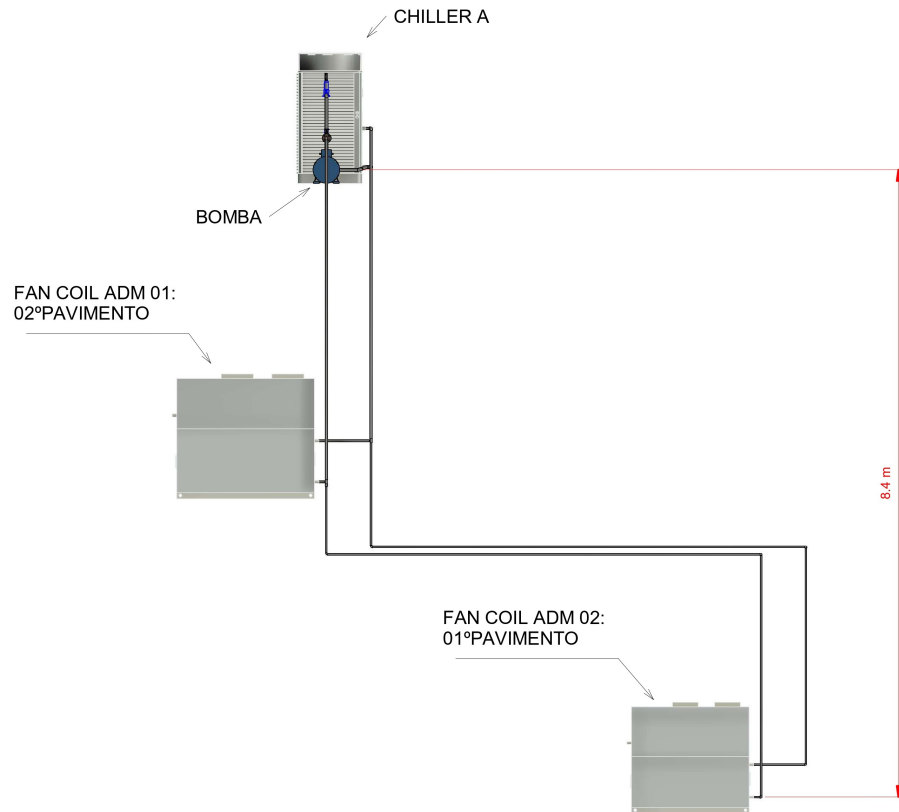 CHILLER A
BOMBA
FAN COIL ADM 01:
02ºPAVIMENTO
8.4 m
FAN COIL ADM 02:
01ºPAVIMENTO